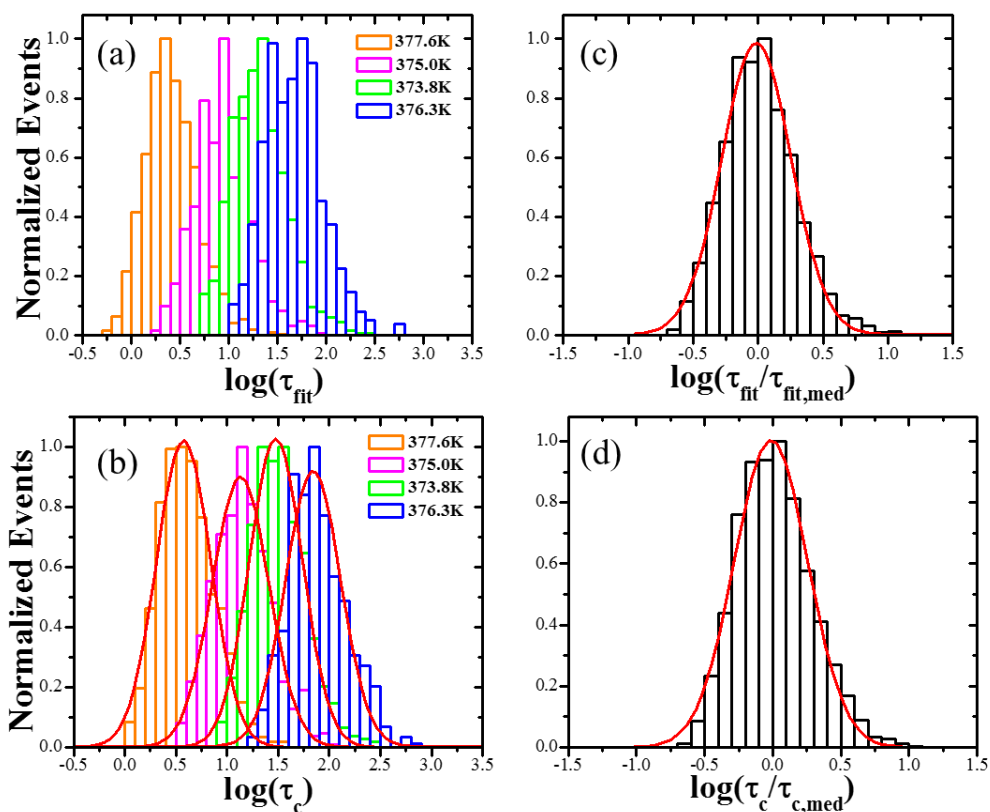 (a)
377.6K
375.0K
373.8K
376.3K
Normalized Events
1.0
0.8
0.6
0.4
0.2
0.0
-0.5 0.0 0.5 1.0 1.5 2.0 2.5 3.0 3.5
log(τfit)
(c)
1.0
0.8
0.6
0.4
0.2
0.0
-1.5 -1.0 -0.5 0.0 0.5 1.0 1.5
log(τfit/τfit,med)
(b)
377.6K
375.0K
373.8K
376.3K
Normalized Events
1.0
0.8
0.6
0.4
0.2
0.0
-0.5 0.0 0.5 1.0 1.5 2.0 2.5 3.0 3.5
log(τc)
(d)
1.0
0.8
0.6
0.4
0.2
0.0
-1.5 -1.0 -0.5 0.0 0.5 1.0 1.5
log(τc/τc,med)